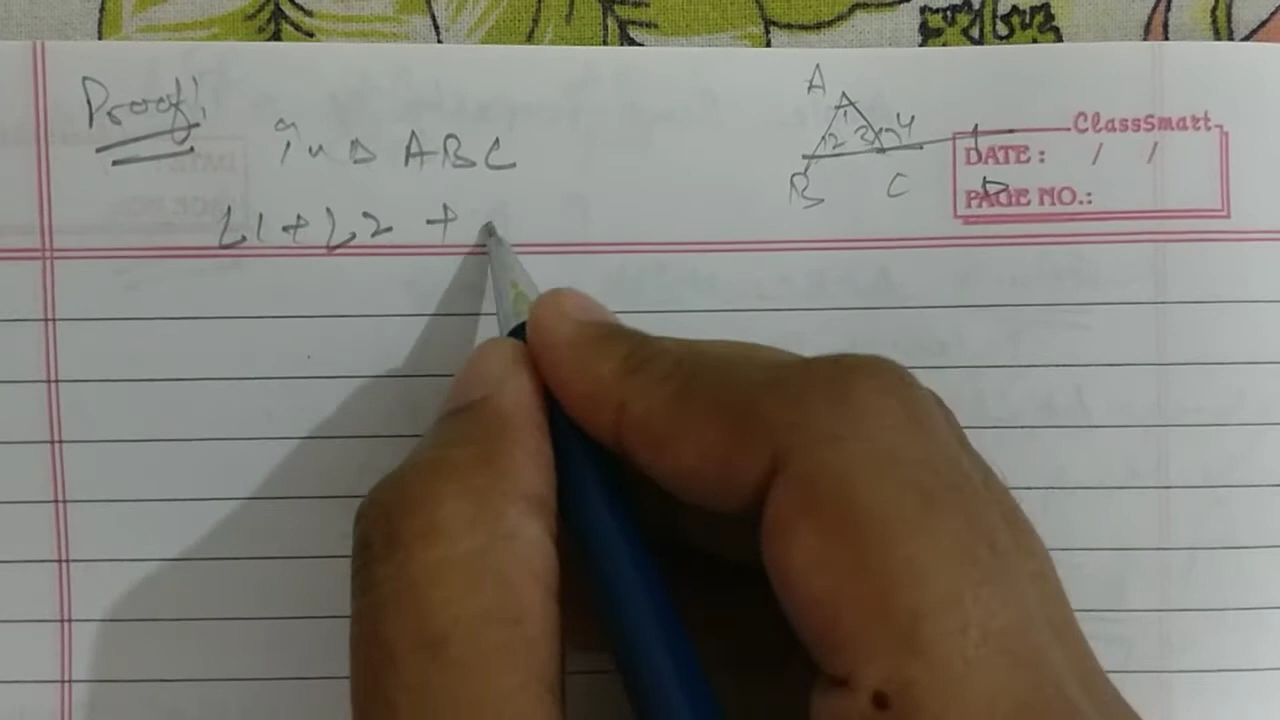 Proof:
in Δ ABC
∠1 + ∠2 +
A
1
2 3 4
B C D
ClassSmart
DATE: / /
PAGE NO.: